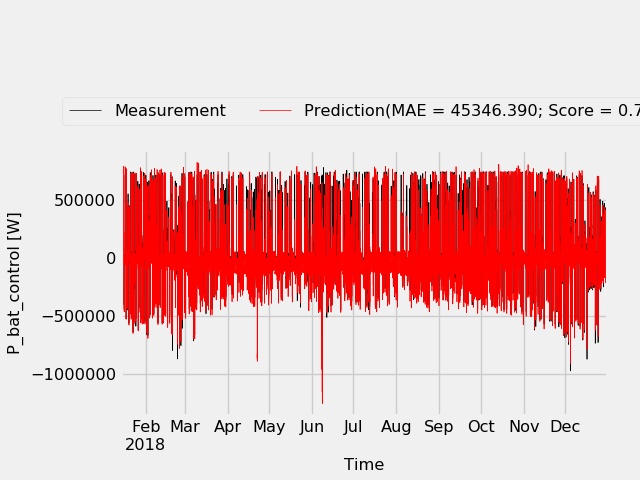 Measurement
Prediction(MAE = 45346.390; Score = 0.7
500000
0
−500000
−1000000
P_bat_control [W]
Feb Mar Apr May Jun Jul Aug Sep Oct Nov Dec
2018
Time